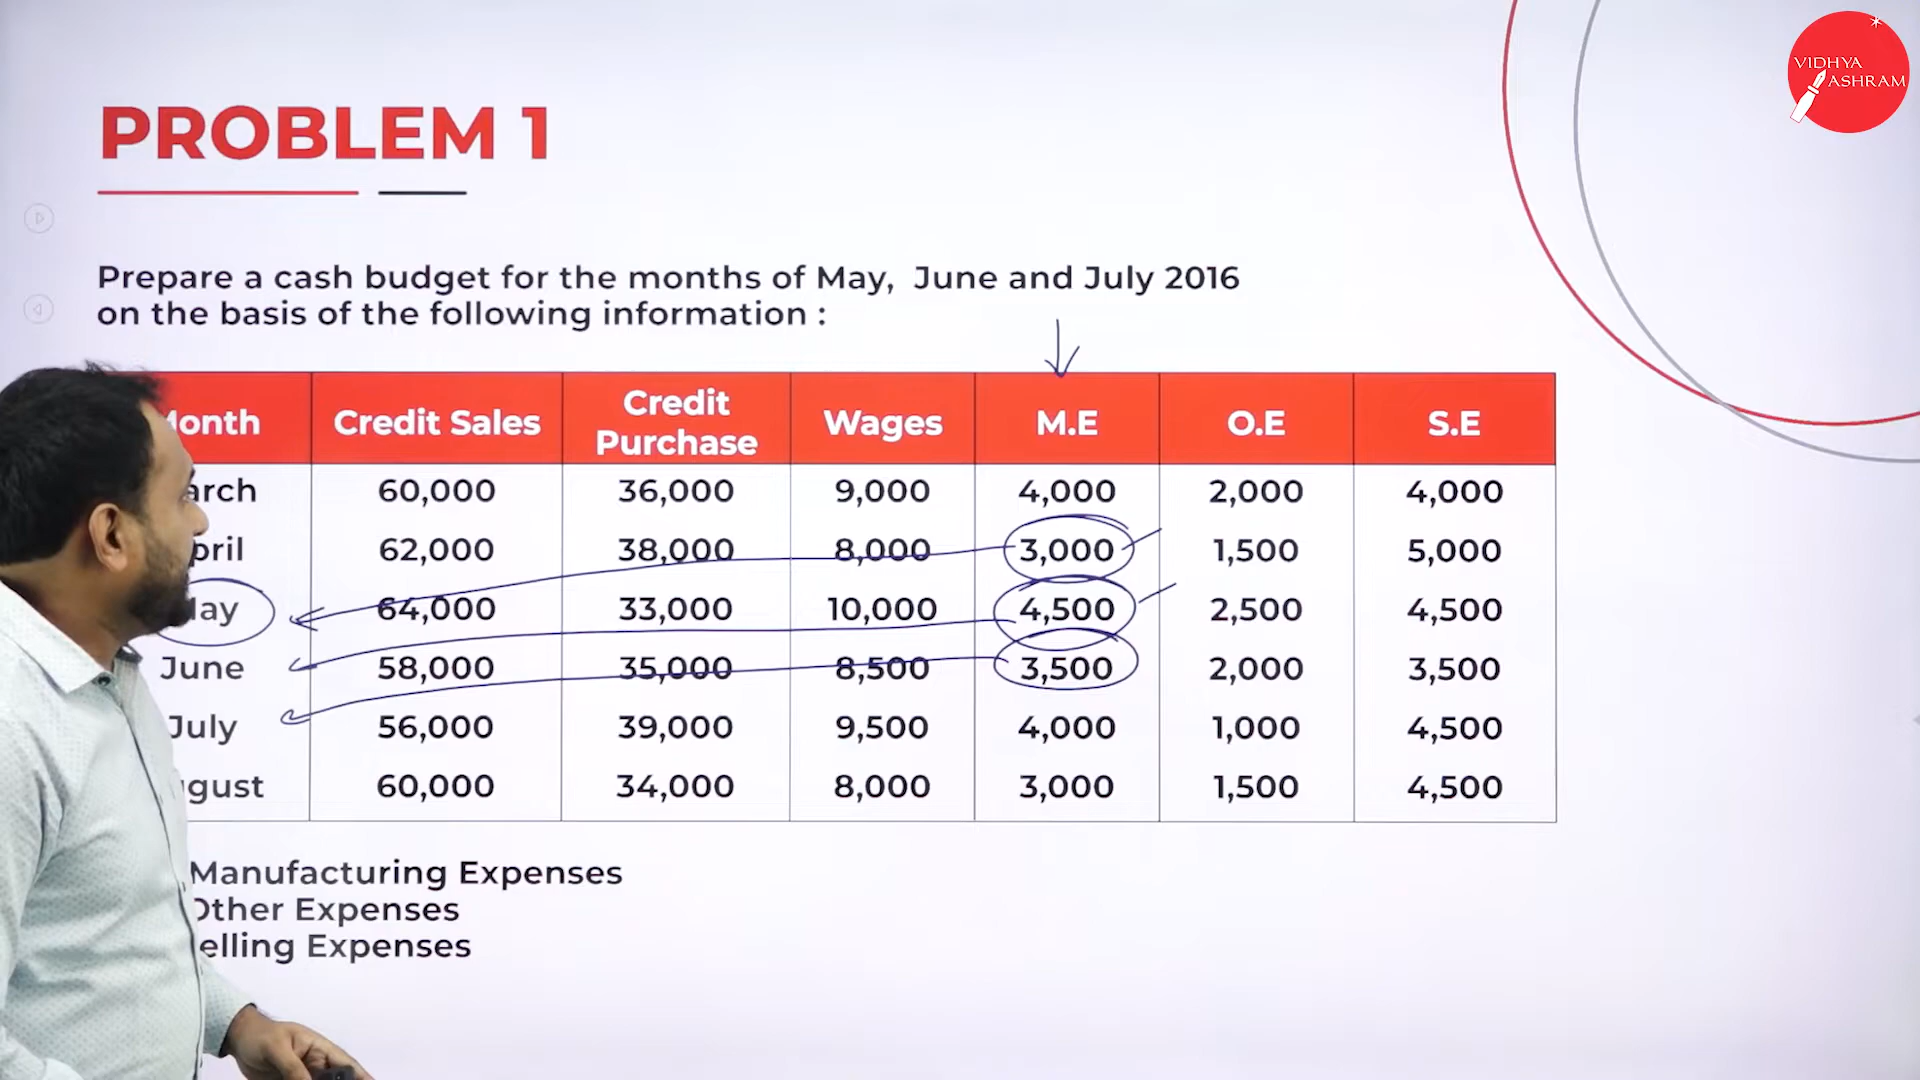 VIDHYA
ASHRAM
PROBLEM 1
Prepare a cash budget for the months of May, June and July 2016
on the basis of the following information :
Credit Sales Credit Purchase Wages M.E O.E S.E
60,000 36,000 9,000 4,000 2,000 4,000
62,000 38,000 8,000 3,000 1,500 5,000
64,000 33,000 10,000 4,500 2,500 4,500
June 58,000 35,000 8,500 3,500 2,000 3,500
July 56,000 39,000 9,500 4,000 1,000 4,500
60,000 34,000 8,000 3,000 1,500 4,500
Manufacturing Expenses
Other Expenses
Expenses